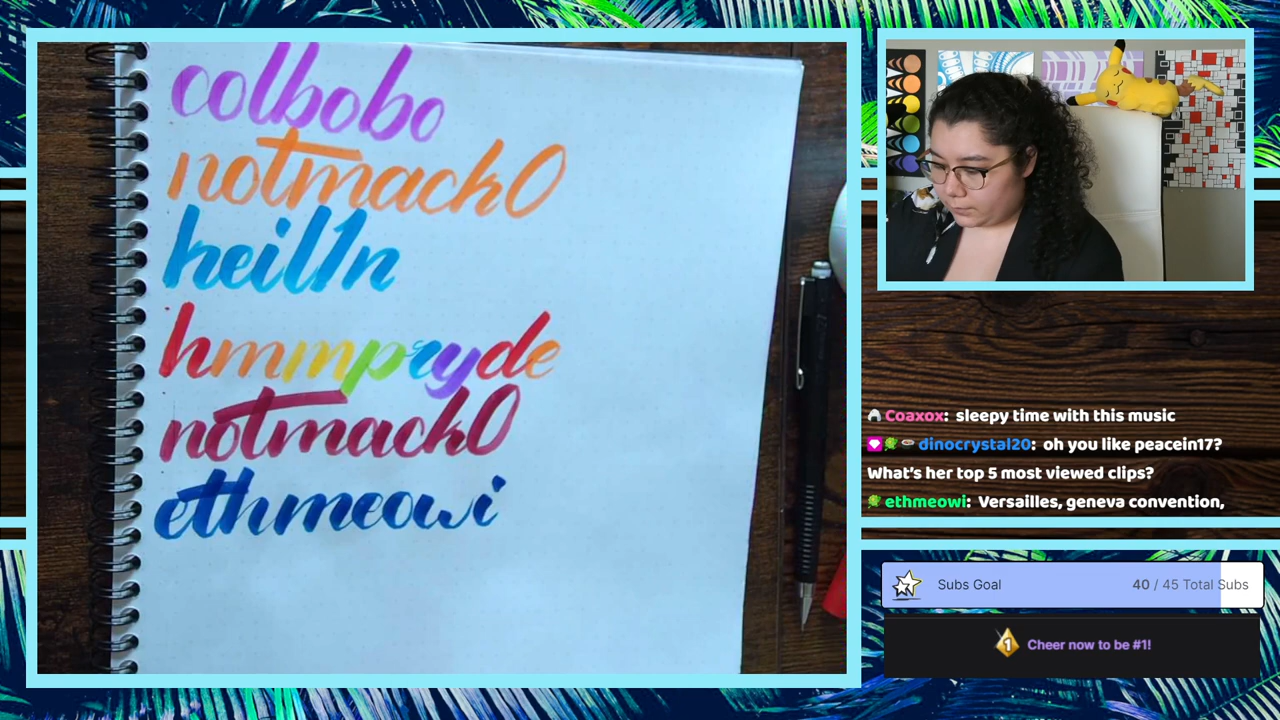 colbobo
notmack0
heil1n
hmmpryde
notmack0
ethmeowi
Coaxox: sleepy time with this music
dinocrystal20: oh you like peacein17?
What's her top 5 most viewed clips?
ethmeowi: Versailles, geneva convention,
Subs Goal
40 / 45 Total Subs
1
Cheer now to be #1!